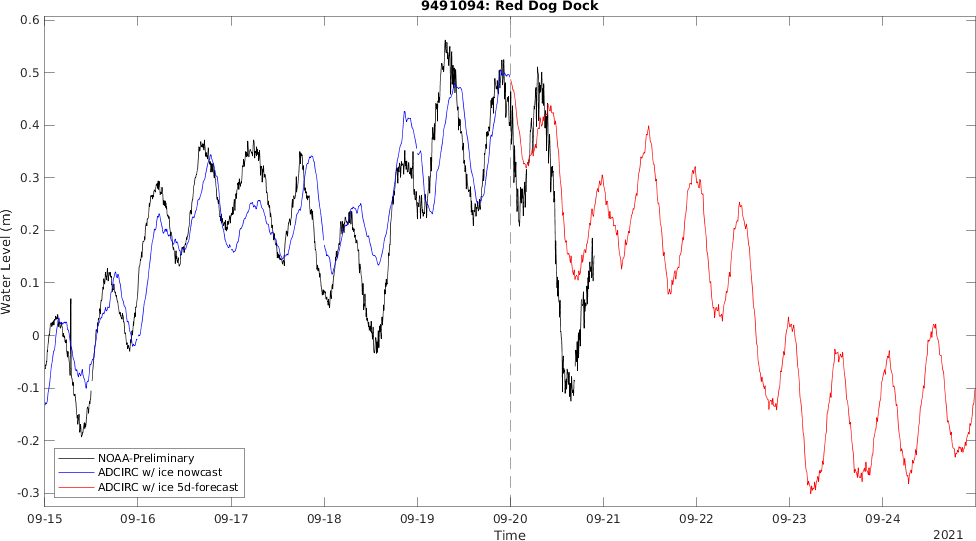 9491094: Red Dog Dock
0.6
0.5
0.4
0.3
0.2
0.1
0
-0.1
-0.2
-0.3
Water Level (m)
NOAA-Preliminary
ADCIRC w/ ice nowcast
ADCIRC w/ ice 5d-forecast
09-15 09-16 09-17 09-18 09-19 09-20 09-21 09-22 09-23 09-24
Time
2021